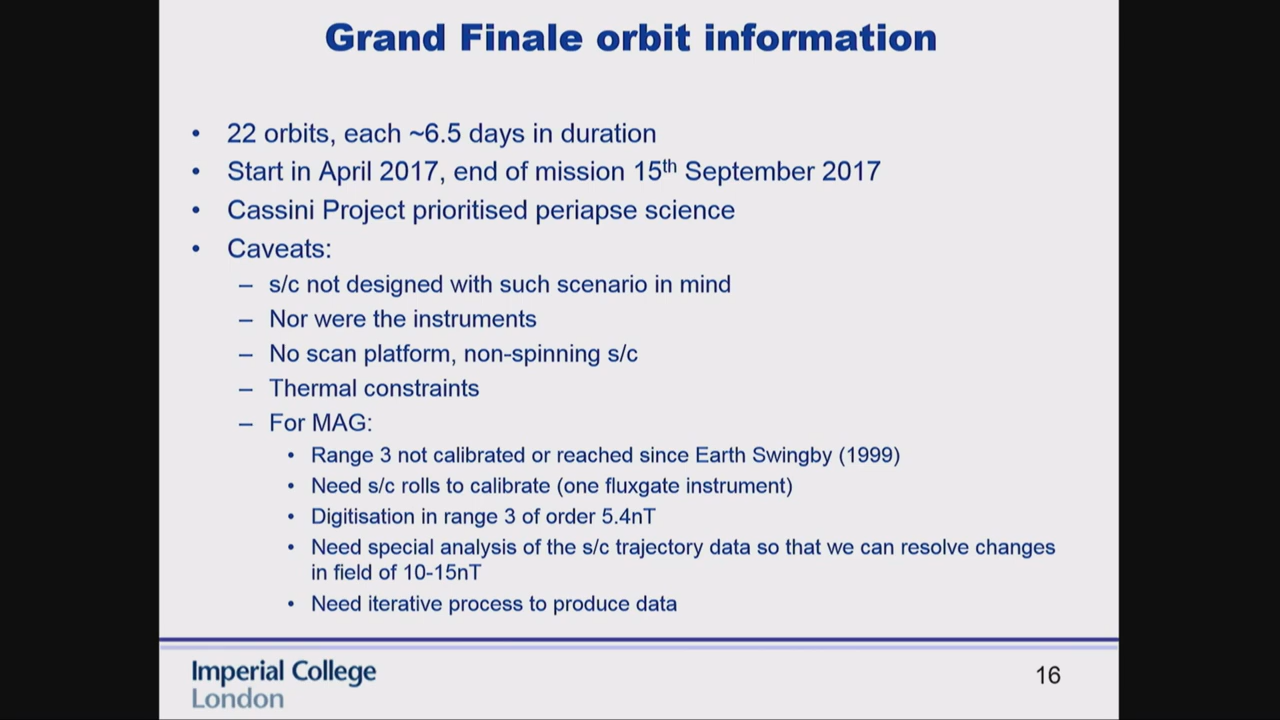 Grand Finale orbit information
• 22 orbits, each ~6.5 days in duration
• Start in April 2017, end of mission 15th September 2017
• Cassini Project prioritised periapse science
• Caveats:
– s/c not designed with such scenario in mind
– Nor were the instruments
– No scan platform, non-spinning s/c
– Thermal constraints
– For MAG:
• Range 3 not calibrated or reached since Earth Swingby (1999)
• Need s/c rolls to calibrate (one fluxgate instrument)
• Digitisation in range 3 of order 5.4nT
• Need special analysis of the s/c trajectory data so that we can resolve changes
in field of 10-15nT
• Need iterative process to produce data
Imperial College
London
16